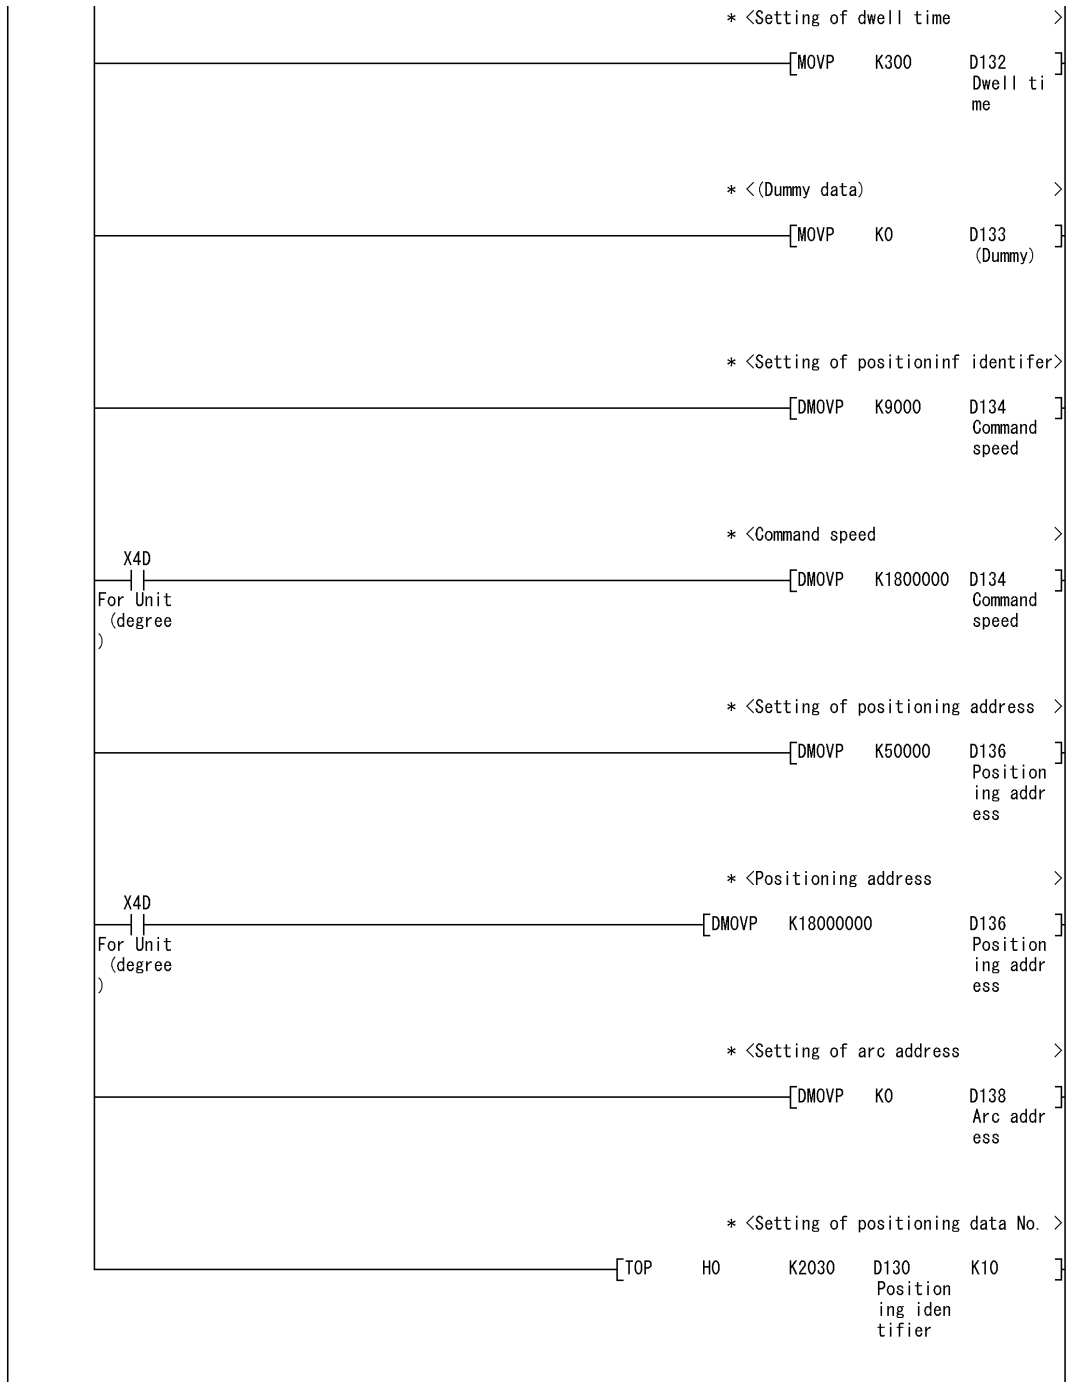 * <Setting of dwell time >
[MOVP K300 D132 ]
Dwell ti
me
* <(Dummy data) >
[MOVP K0 D133 ]
(Dummy)
* <Setting of positioninf identifer>
[DMOVP K9000 D134 ]
Command
speed
* <Command speed >
X4D
[DMOVP K1800000 D134 ]
For Unit
(degree
)
Command
speed
* <Setting of positioning address >
[DMOVP K50000 D136 ]
Position
ing addr
ess
* <Positioning address >
X4D
[DMOVP K18000000 D136 ]
For Unit
(degree
)
Position
ing addr
ess
* <Setting of arc address >
[DMOVP K0 D138 ]
Arc addr
ess
* <Setting of positioning data No. >
[TOP H0 K2030 D130 K10 ]
Position
ing iden
tifier